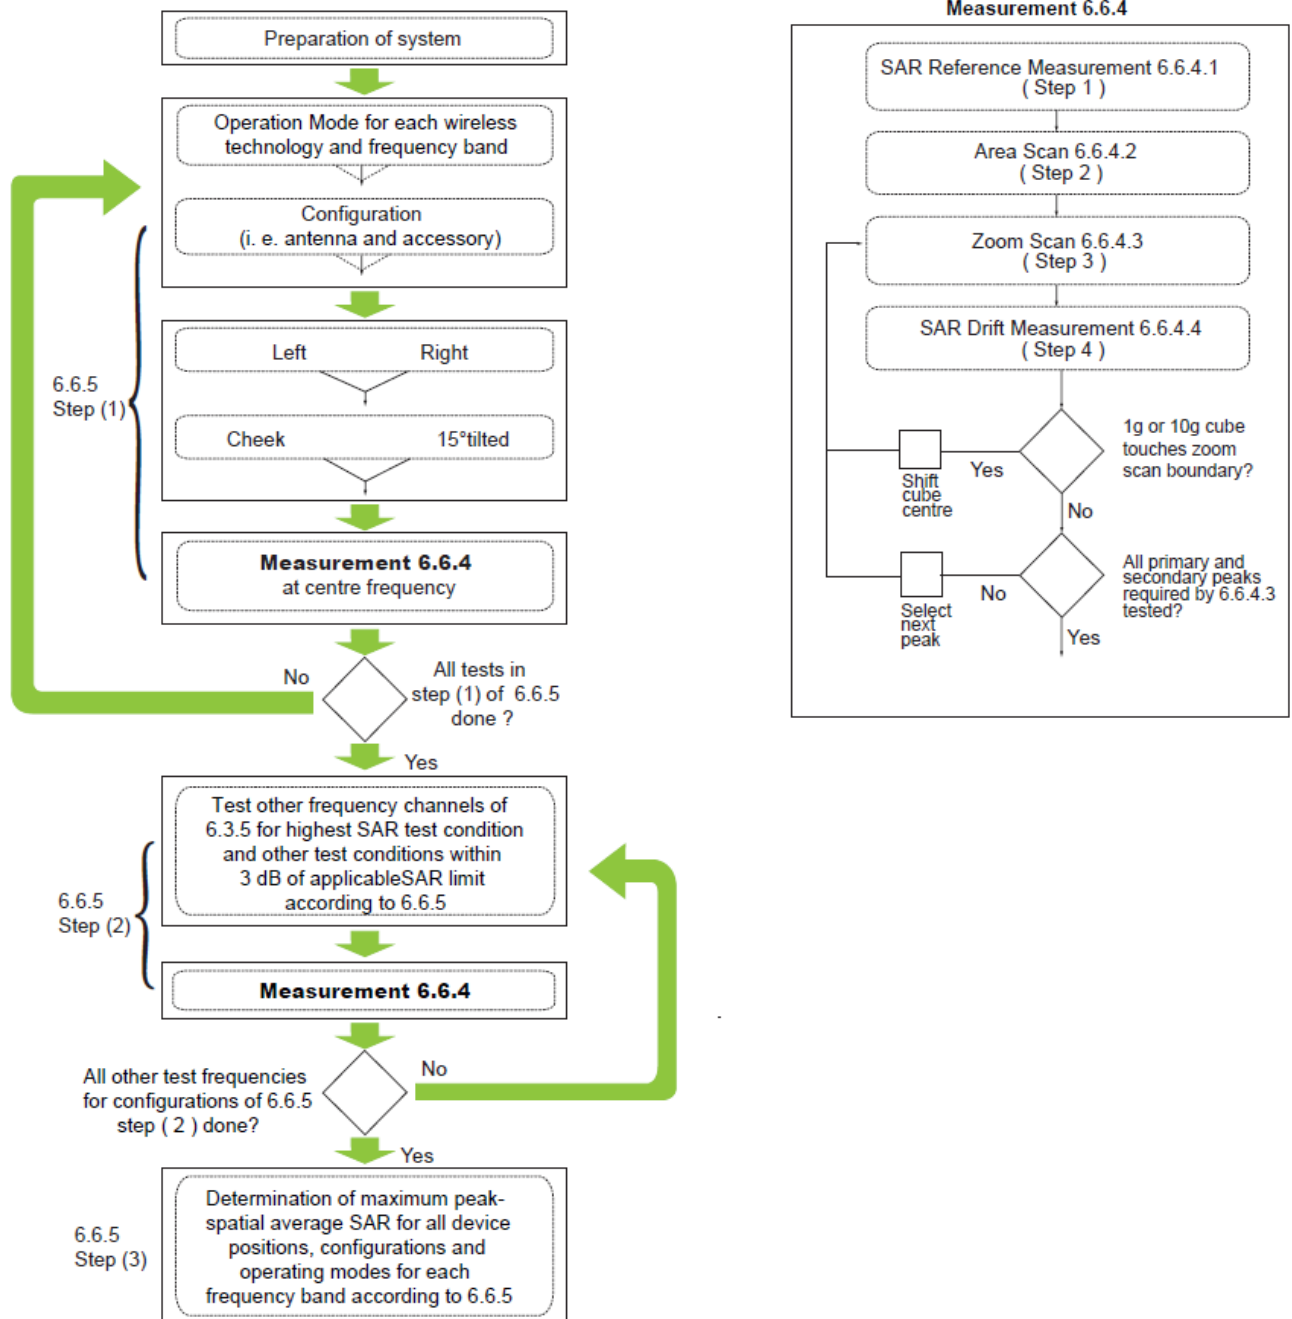 Preparation of system
Operation Mode for each wireless
technology and frequency band
Configuration
(i. e. antenna and accessory)
Left Right
6.6.5
Step (1)
Cheek 15°tilted
Measurement 6.6.4
at centre frequency
No
All tests in
step (1) of 6.6.5
done ?
Yes
Test other frequency channels of
6.3.5 for highest SAR test condition
and other test conditions within
3 dB of applicableSAR limit
according to 6.6.5
6.6.5
Step (2)
Measurement 6.6.4
No
All other test frequencies
for configurations of 6.6.5
step ( 2 ) done?
Yes
Determination of maximum peak-
spatial average SAR for all device
positions, configurations and
operating modes for each
frequency band according to 6.6.5
6.6.5
Step (3)
Measurement 6.6.4
SAR Reference Measurement 6.6.4.1
( Step 1 )
Area Scan 6.6.4.2
( Step 2 )
Zoom Scan 6.6.4.3
( Step 3 )
SAR Drift Measurement 6.6.4.4
( Step 4 )
1g or 10g cube
touches zoom
scan boundary?
Yes
Shift
cube
centre
No
All primary and
secondary peaks
required by 6.6.4.3
tested?
No
Select
next
peak
Yes